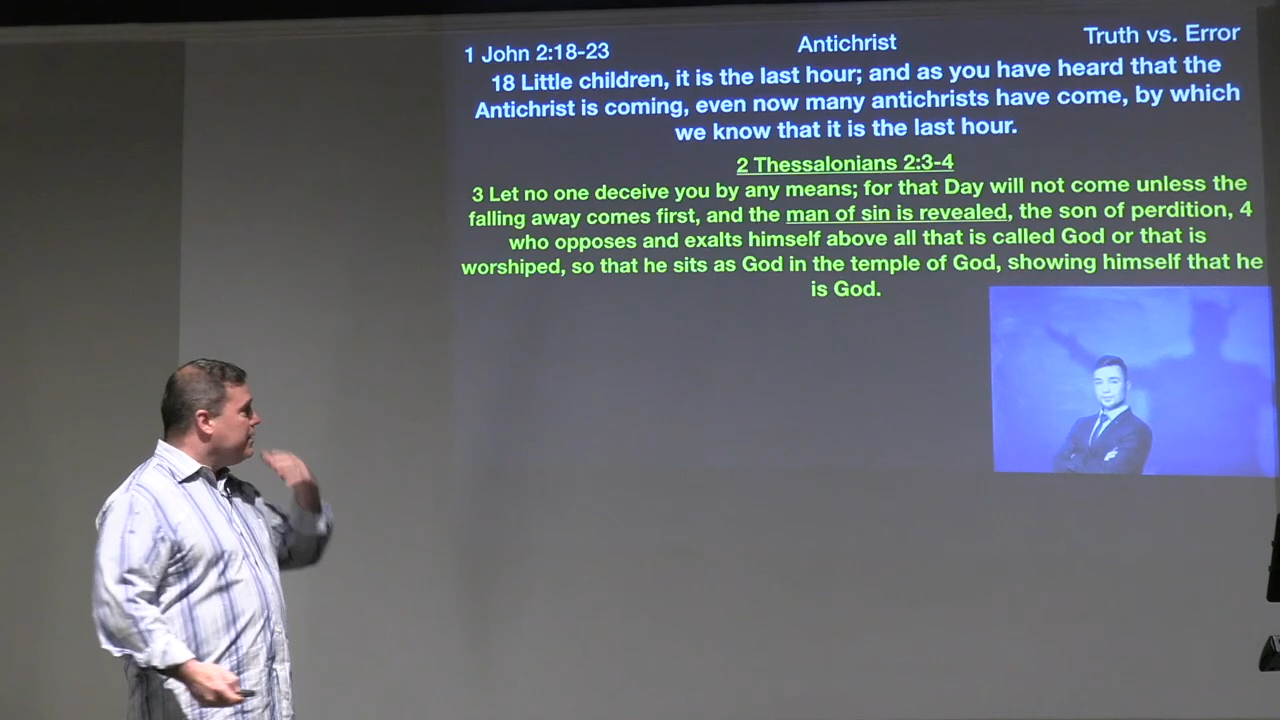 1 John 2:18-23 Antichrist Truth vs. Error
18 Little children, it is the last hour; and as you have heard that the
Antichrist is coming, even now many antichrists have come, by which
we know that it is the last hour.
2 Thessalonians 2:3-4
3 Let no one deceive you by any means; for that Day will not come unless the
falling away comes first, and the man of sin is revealed, the son of perdition, 4
who opposes and exalts himself above all that is called God or that is
worshiped, so that he sits as God in the temple of God, showing himself that he
is God.